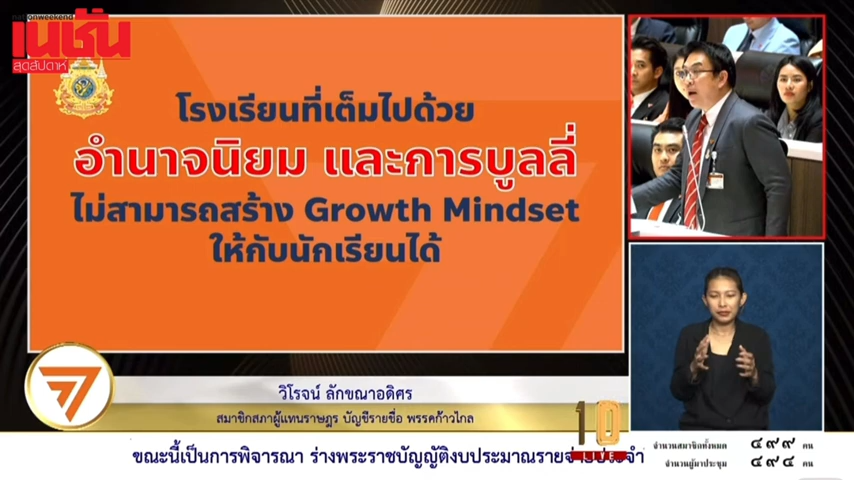 nationweekend
เนชั่น
สุดสัปดาห์
โรงเรียนที่เต็มไปด้วย
อำนาจนิยม และการบูลลี่
ไม่สามารถสร้าง Growth Mindset
ให้กับนักเรียนได้
วิโรจน์ ลักขณาอดิศร
สมาชิกสภาผู้แทนราษฎร บัญชีรายชื่อ พรรคก้าวไกล
10
LIVE
ขณะนี้เป็นการพิจารณา ร่างพระราชบัญญัติงบประมาณรายจ่ายประจำ
จำนวนสมาชิกทั้งหมด ๔๙๙ คน
จำนวนผู้มาประชุม ๔๙๔ คน